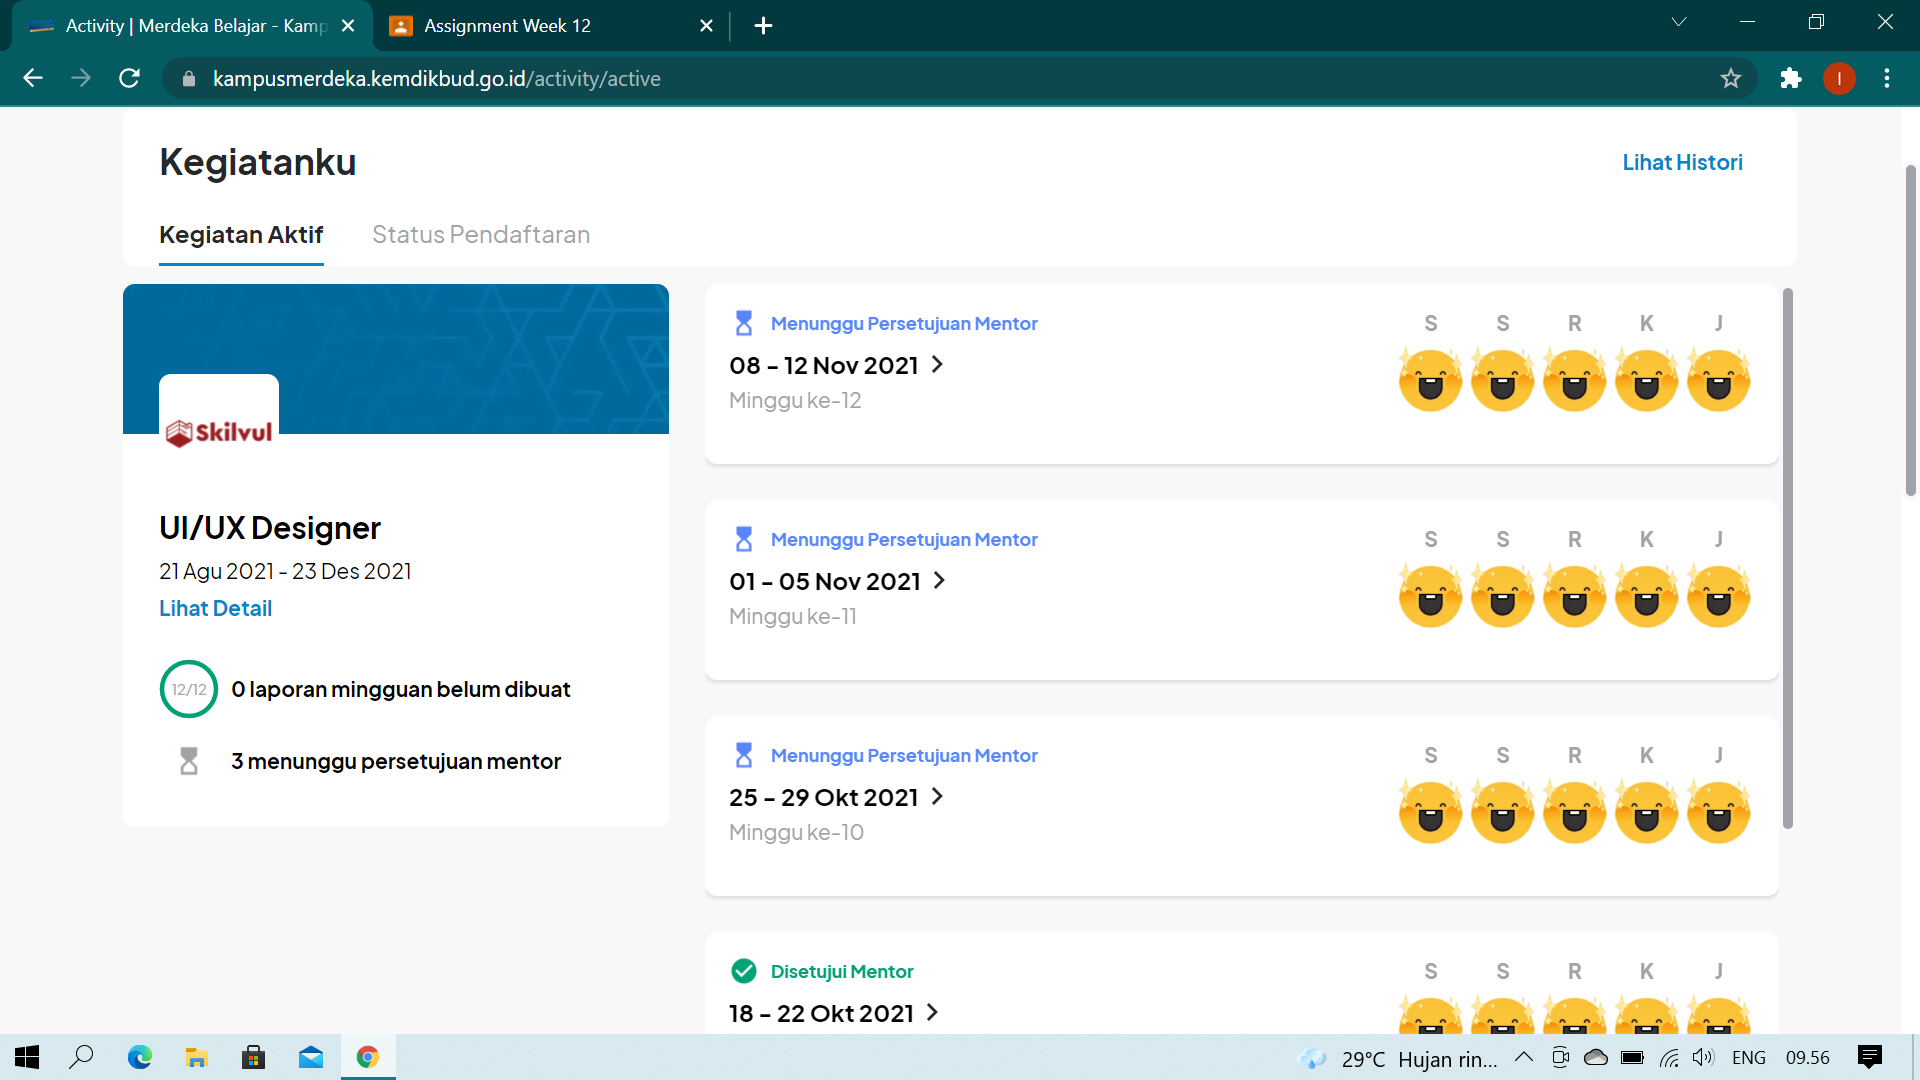 Activity | Merdeka Belajar - Kamp
Assignment Week 12
kampusmerdeka.kemdikbud.go.id/activity/active
I
Kegiatanku
Lihat Histori
Kegiatan Aktif
Status Pendaftaran
Skilvul
UI/UX Designer
21 Agu 2021 - 23 Des 2021
Lihat Detail
12/12
0 laporan mingguan belum dibuat
3 menunggu persetujuan mentor
Menunggu Persetujuan Mentor
S S R K J
08 – 12 Nov 2021
Minggu ke-12
Menunggu Persetujuan Mentor
S S R K J
01 – 05 Nov 2021
Minggu ke-11
Menunggu Persetujuan Mentor
S S R K J
25 – 29 Okt 2021
Minggu ke-10
Disetujui Mentor
S S R K J
18 – 22 Okt 2021
29°C Hujan rin...
ENG
09.56